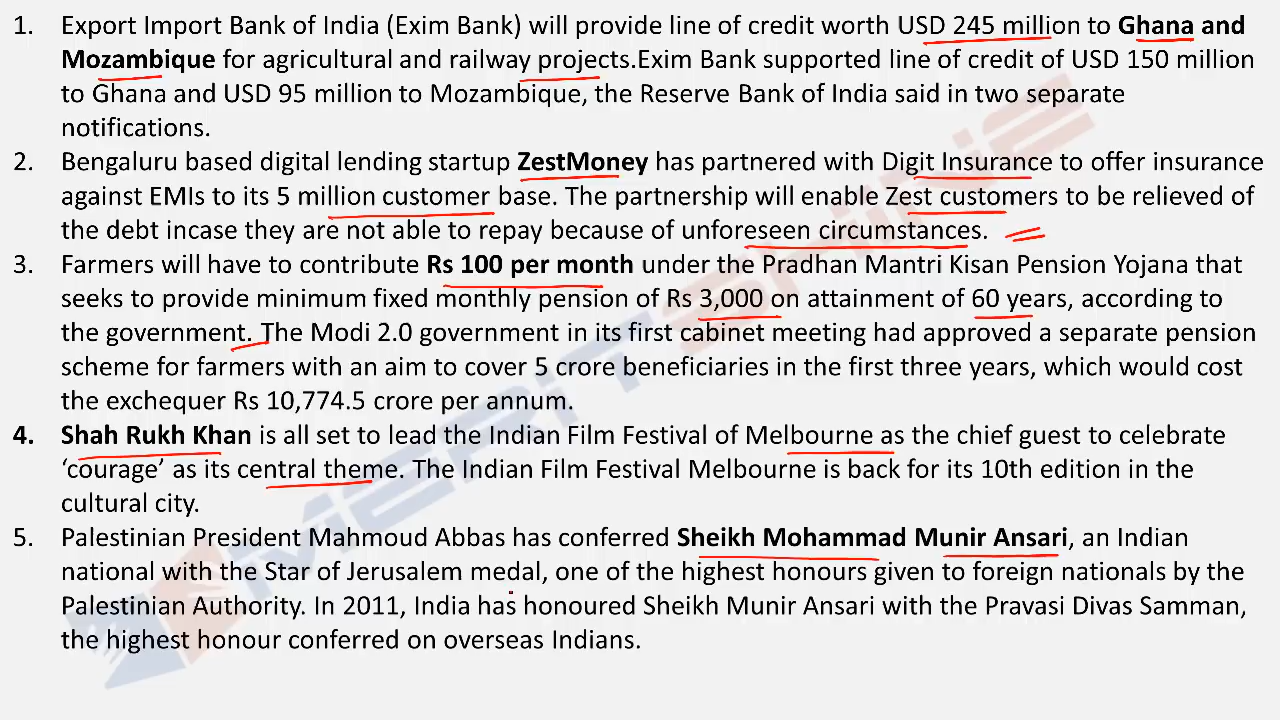 1. Export Import Bank of India (Exim Bank) will provide line of credit worth USD 245 million to Ghana and
Mozambique for agricultural and railway projects.Exim Bank supported line of credit of USD 150 million
to Ghana and USD 95 million to Mozambique, the Reserve Bank of India said in two separate
notifications.
2. Bengaluru based digital lending startup ZestMoney has partnered with Digit Insurance to offer insurance
against EMIs to its 5 million customer base. The partnership will enable Zest customers to be relieved of
the debt incase they are not able to repay because of unforeseen circumstances.
3. Farmers will have to contribute Rs 100 per month under the Pradhan Mantri Kisan Pension Yojana that
seeks to provide minimum fixed monthly pension of Rs 3,000 on attainment of 60 years, according to
the government. The Modi 2.0 government in its first cabinet meeting had approved a separate pension
scheme for farmers with an aim to cover 5 crore beneficiaries in the first three years, which would cost
the exchequer Rs 10,774.5 crore per annum.
4. Shah Rukh Khan is all set to lead the Indian Film Festival of Melbourne as the chief guest to celebrate
‘courage’ as its central theme. The Indian Film Festival Melbourne is back for its 10th edition in the
cultural city.
5. Palestinian President Mahmoud Abbas has conferred Sheikh Mohammad Munir Ansari, an Indian
national with the Star of Jerusalem medal, one of the highest honours given to foreign nationals by the
Palestinian Authority. In 2011, India has honoured Sheikh Munir Ansari with the Pravasi Divas Samman,
the highest honour conferred on overseas Indians.
MERITSHINE